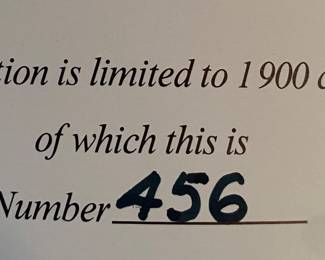 tion is limited to 1900 c
of which this is
Number 456